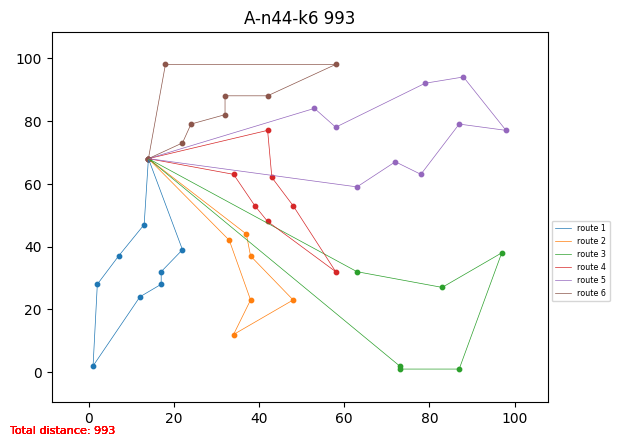 A-n44-k6 993
100
80
60
40
20
0
0 20 40 60 80 100
route 1
route 2
route 3
route 4
route 5
route 6
Total distance: 993